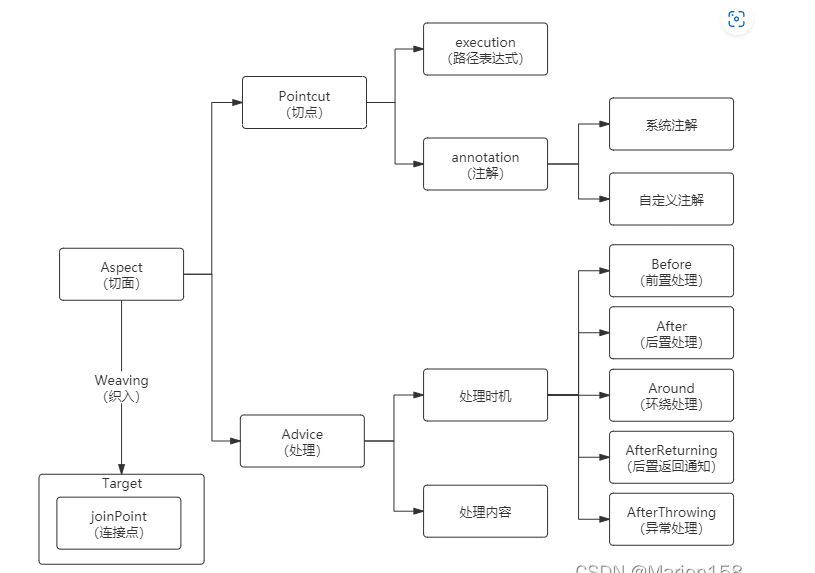 execution
(路径表达式)
Pointcut
(切点)
annotation
(注解)
系统注解
自定义注解
Aspect
(切面)
Before
(前置处理)
After
(后置处理)
Weaving
(织入)
处理时机
Around
(环绕处理)
Advice
(处理)
AfterReturning
(后置返回通知)
Target
joinPoint
(连接点)
处理内容
AfterThrowing
(异常处理)
CSDN @Marion158